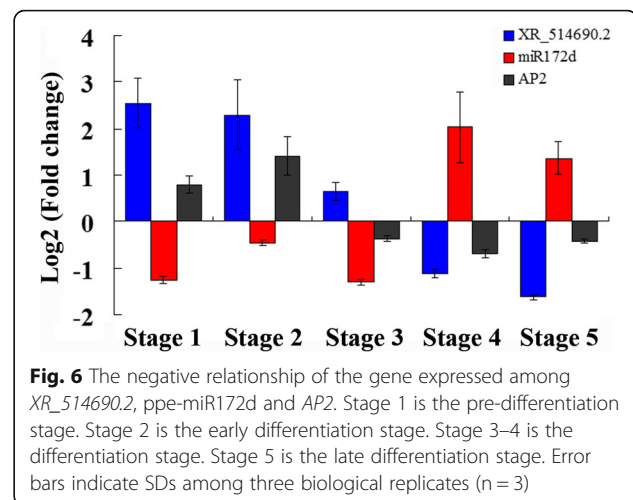 4
3
2
1
0
-1
-2
Log2 (Fold change)
XR_514690.2
miR172d
AP2
Stage 1 Stage 2 Stage 3 Stage 4 Stage 5
Fig. 6 The negative relationship of the gene expressed among
XR_514690.2, ppe-miR172d and AP2. Stage 1 is the pre-differentiation
stage. Stage 2 is the early differentiation stage. Stage 3–4 is the
differentiation stage. Stage 5 is the late differentiation stage. Error
bars indicate SDs among three biological replicates (n = 3)